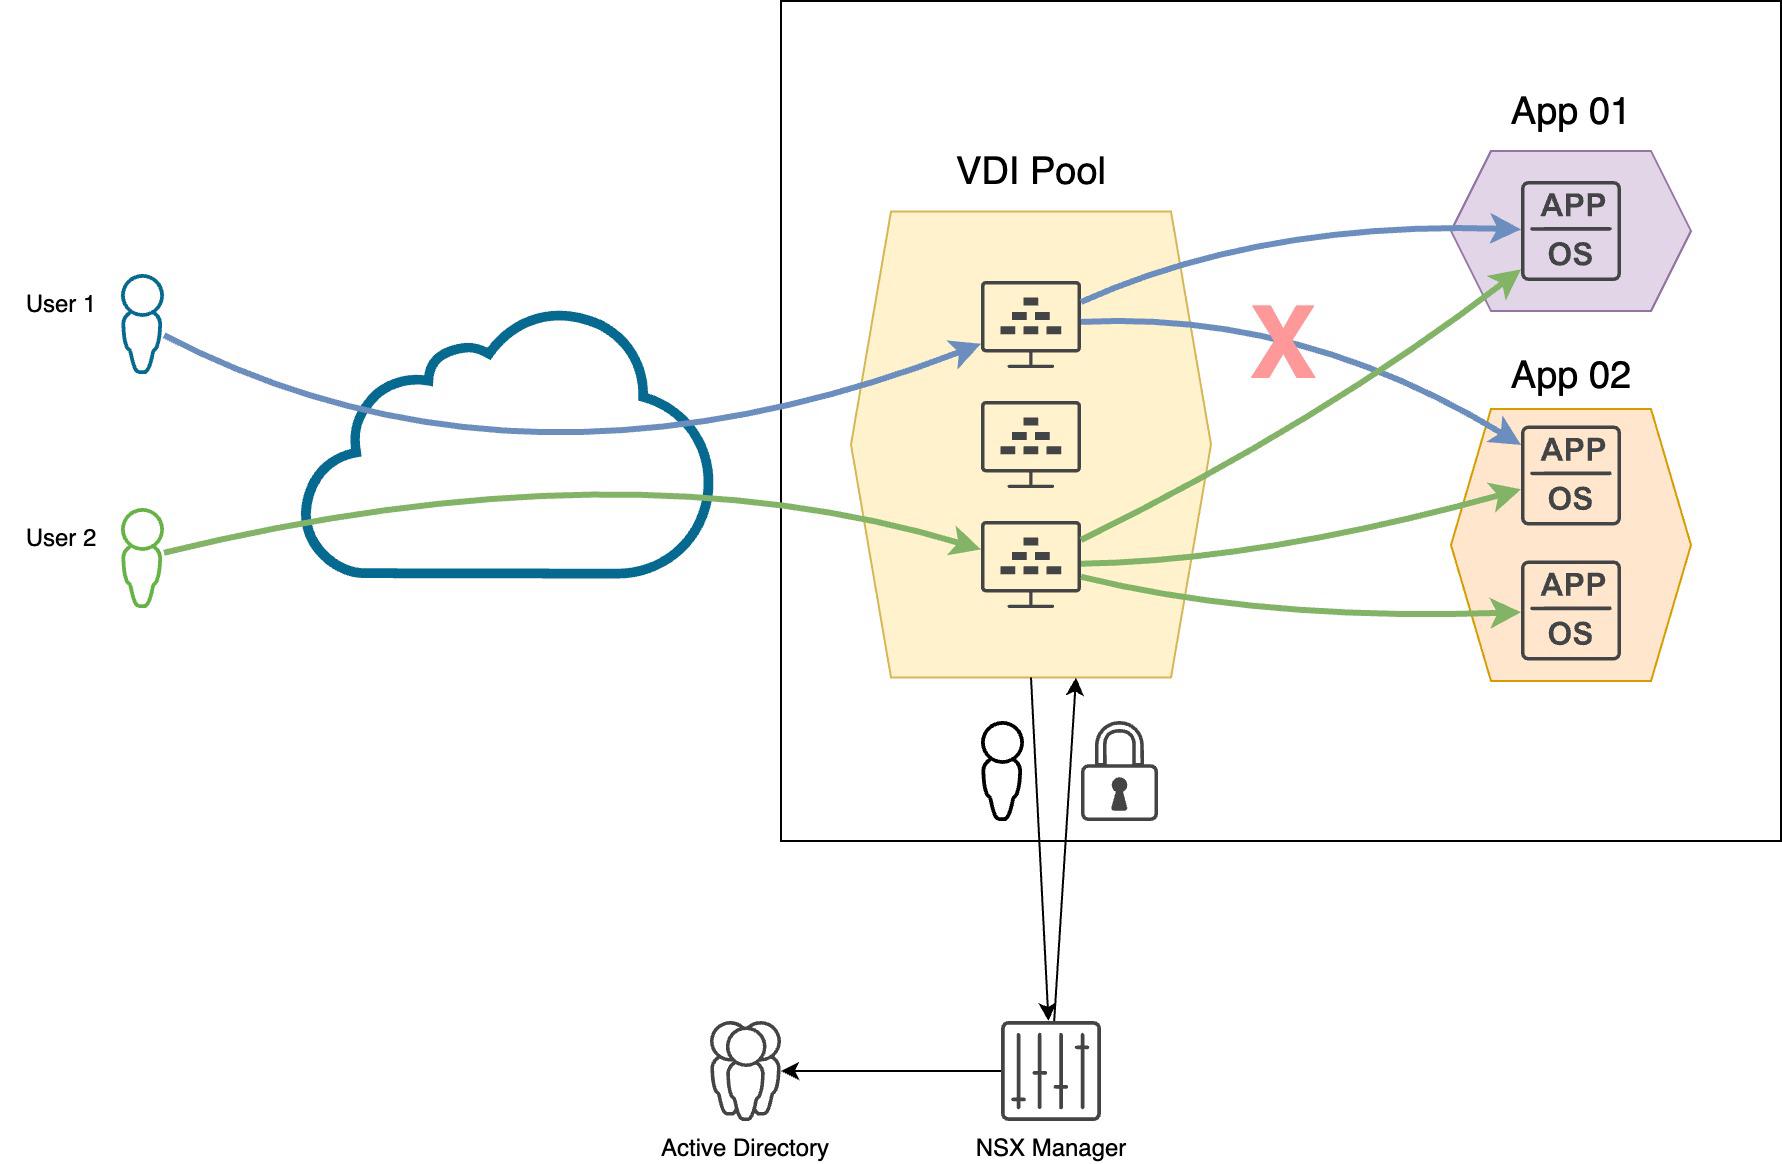 App 01
APP
OS
VDI Pool
User 1
X
App 02
APP
OS
User 2
APP
OS
Active Directory
NSX Manager